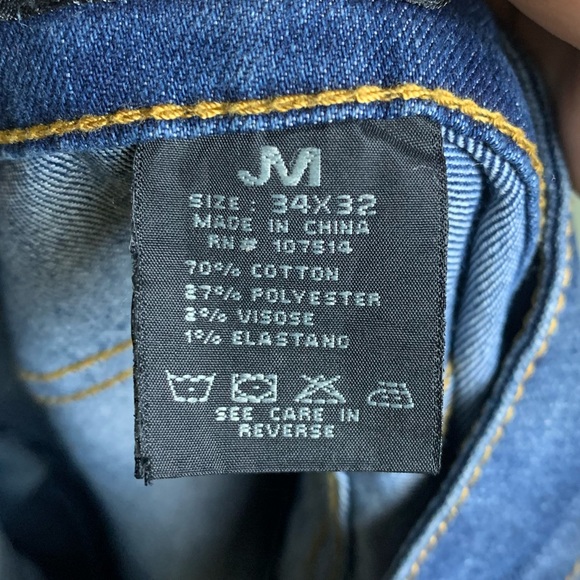 JM
SIZE : 34X32
MADE IN CHINA
RN# 107514
70% COTTON
27% POLYESTER
2% VISOSE
1% ELASTANO
SEE CARE IN
REVERSE